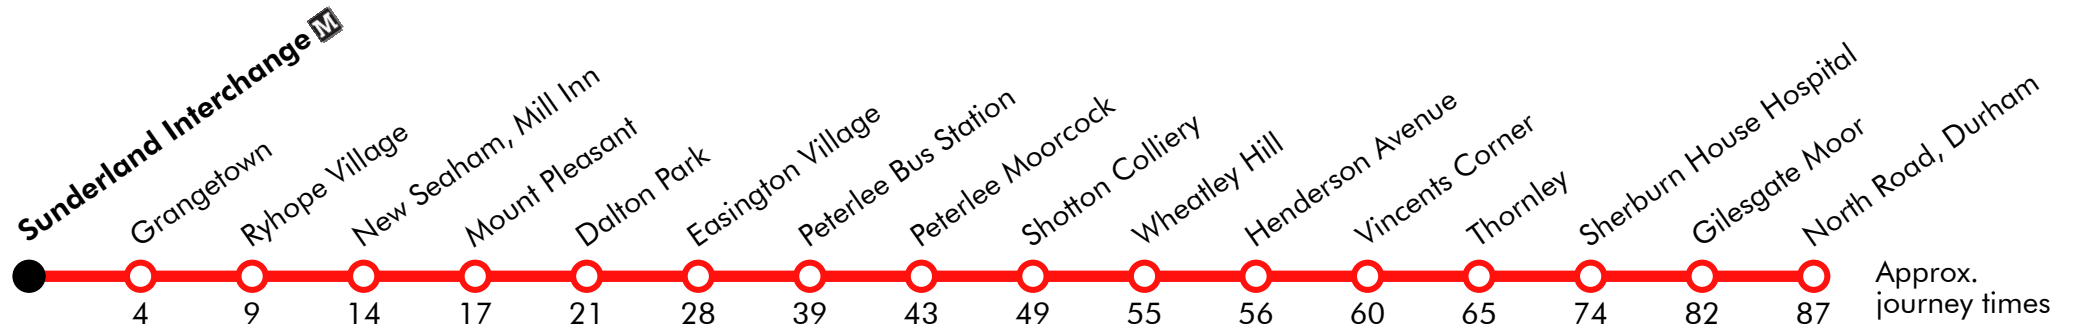 Sunderland Interchange M
Grangetown
Ryhope Village
New Seaham, Mill Inn
Mount Pleasant
Dalton Park
Easington Village
Peterlee Bus Station
Peterlee Moorcock
Shotton Colliery
Wheatley Hill
Henderson Avenue
Vincents Corner
Thornley
Sherburn House Hospital
Gilesgate Moor
North Road, Durham
4 9 14 17 21 28 39 43 49 55 56 60 65 74 82 87
Approx.
journey times